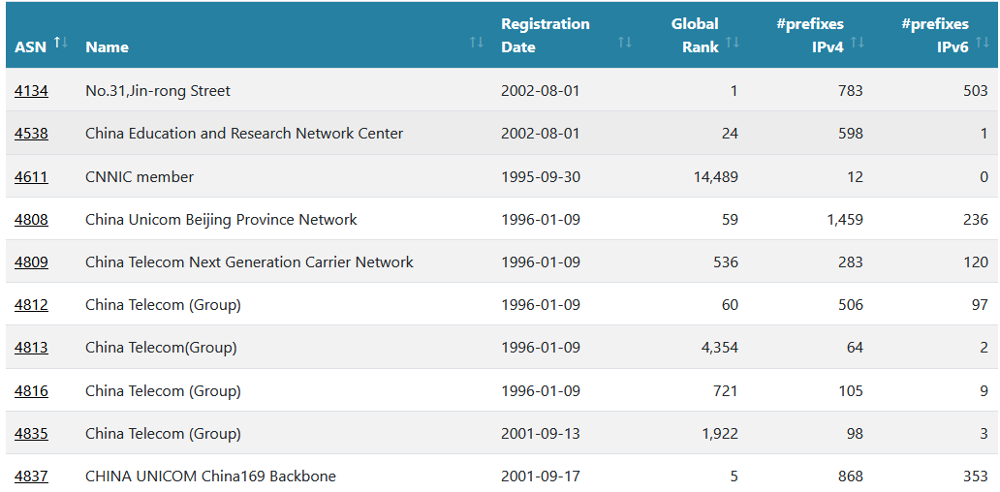 ASN Name Registration Date Global Rank #prefixes IPv4 #prefixes IPv6
4134 No.31,Jin-rong Street 2002-08-01 1 783 503
4538 China Education and Research Network Center 2002-08-01 24 598 1
4611 CNNIC member 1995-09-30 14,489 12 0
4808 China Unicom Beijing Province Network 1996-01-09 59 1,459 236
4809 China Telecom Next Generation Carrier Network 1996-01-09 536 283 120
4812 China Telecom (Group) 1996-01-09 60 506 97
4813 China Telecom(Group) 1996-01-09 4,354 64 2
4816 China Telecom (Group) 1996-01-09 721 105 9
4835 China Telecom (Group) 2001-09-13 1,922 98 3
4837 CHINA UNICOM China169 Backbone 2001-09-17 5 868 353